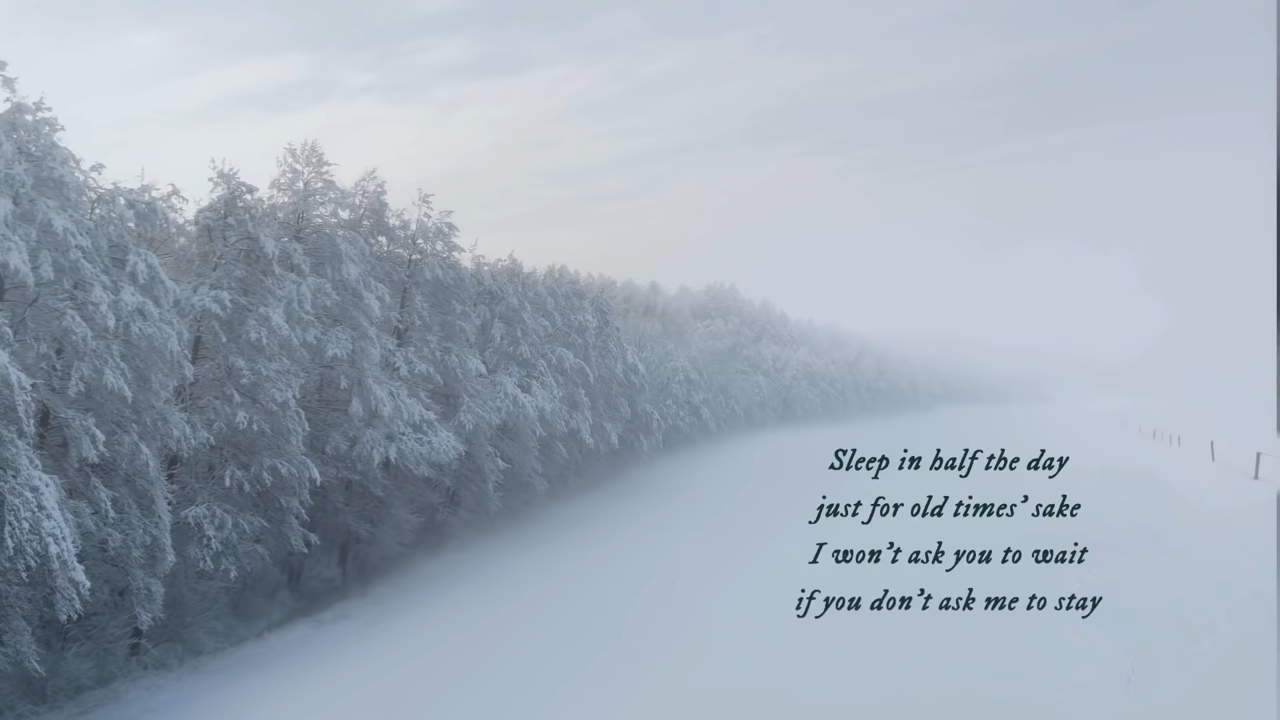 Sleep in half the day
just for old times’ sake
I won’t ask you to wait
if you don’t ask me to stay